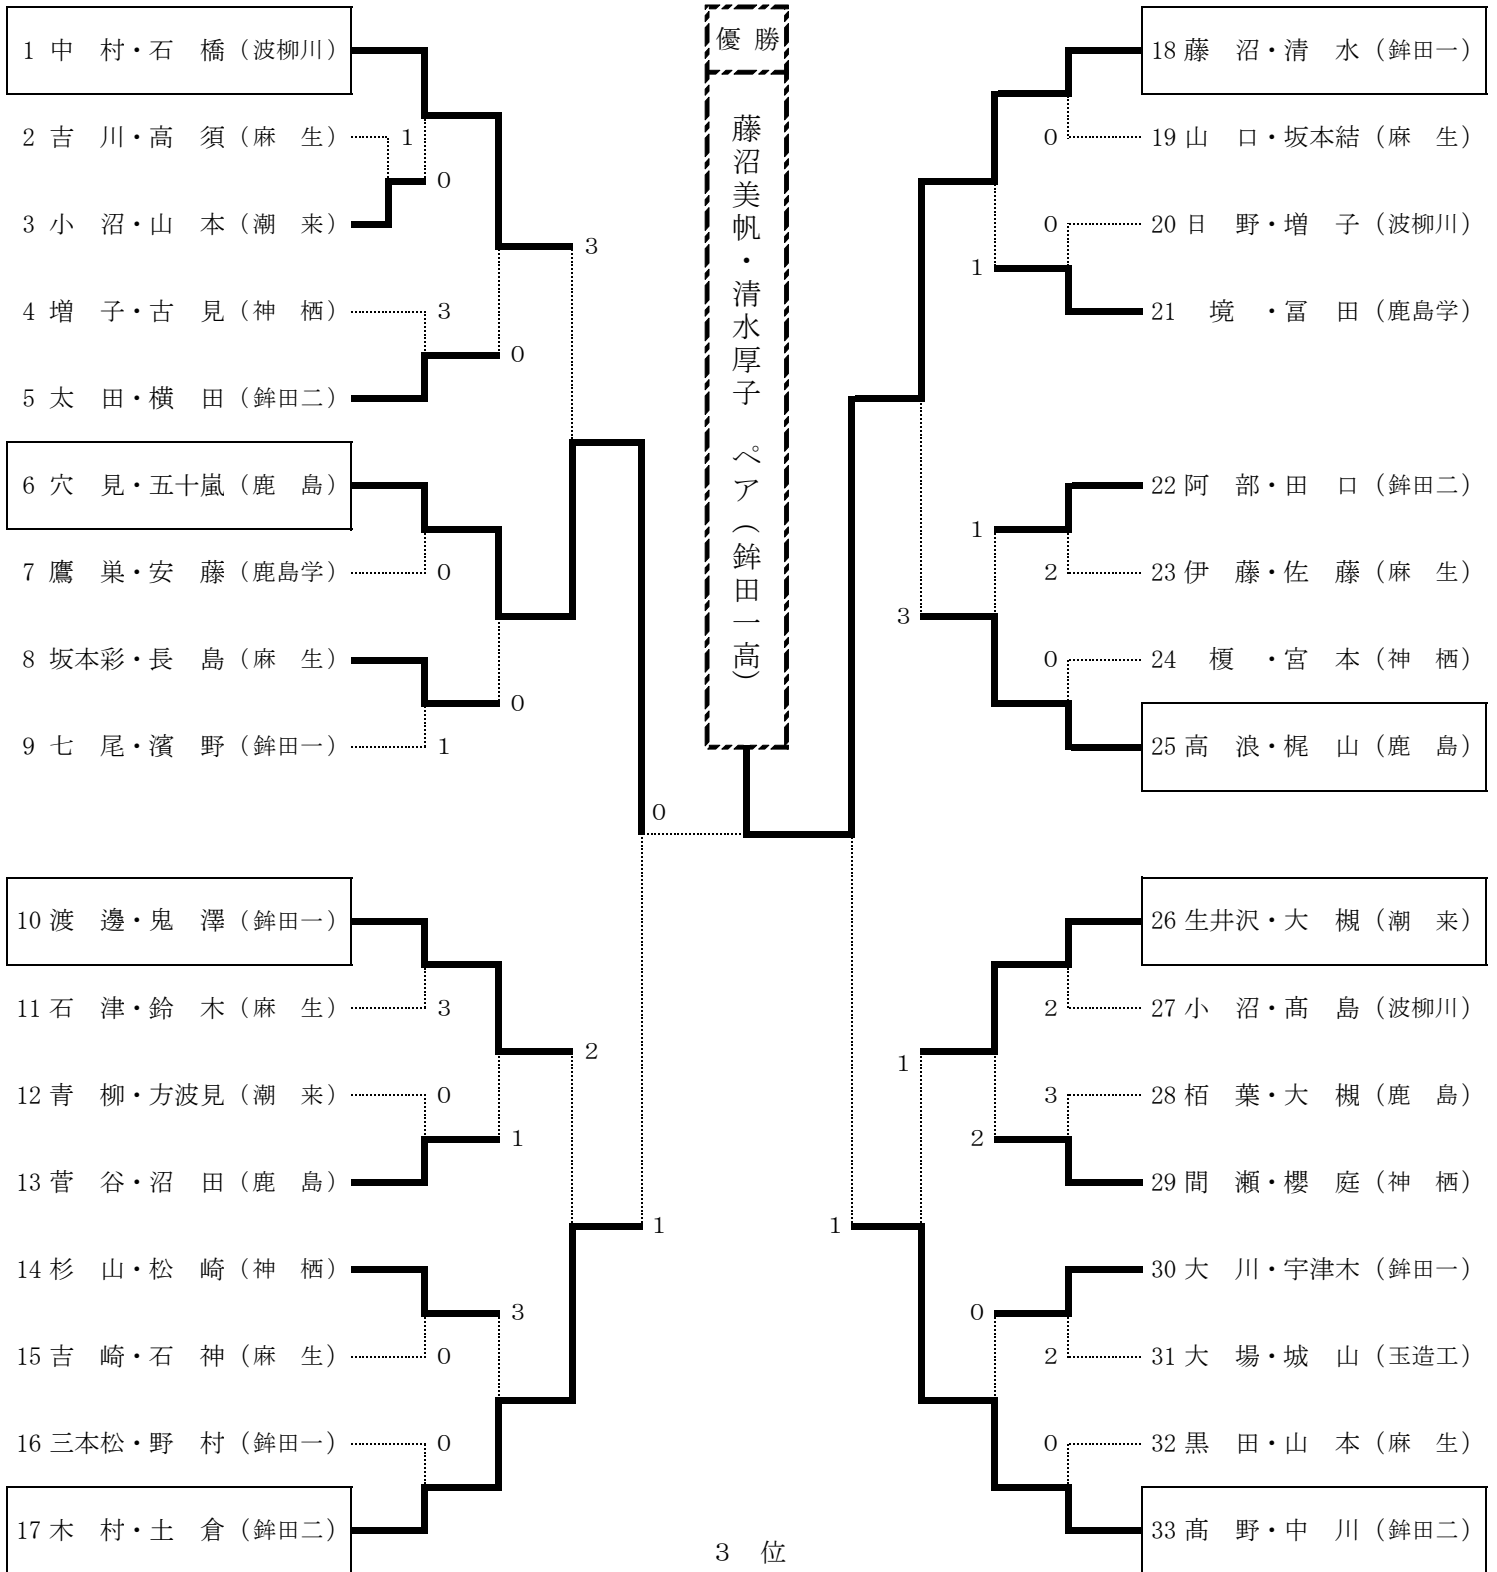 1 中　村・石　橋（波柳川）
2 吉　川・高　須（麻　生）
1
0
3 小　沼・山　本（潮　来）
3
4 増　子・古　見（神　栖）
3
0
5 太　田・横　田（鉾田二）
6 穴　見・五十嵐（鹿　島）
7 鷹　巣・安　藤（鹿島学）
0
8 坂本彩・長　島（麻　生）
0
9 七　尾・濱　野（鉾田一）
1
0
10 渡　邊・鬼　澤（鉾田一）
11 石　津・鈴　木（麻　生）
3
2
12 青　柳・方波見（潮　来）
0
1
13 菅　谷・沼　田（鹿　島）
1
14 杉　山・松　崎（神　栖）
3
15 吉　崎・石　神（麻　生）
0
16 三本松・野　村（鉾田一）
0
17 木　村・土　倉（鉾田二）
優 勝
藤沼美帆・清水厚子　ペア（鉾田一高）
3　位
18 藤　沼・清　水（鉾田一）
0
19 山　口・坂本結（麻　生）
0
20 日　野・増　子（波柳川）
1
21 　境　・冨　田（鹿島学）
22 阿　部・田　口（鉾田二）
1
2
23 伊　藤・佐　藤（麻　生）
3
0
24 　榎　・宮　本（神　栖）
25 高　浪・梶　山（鹿　島）
26 生井沢・大　槻（潮　来）
2
27 小　沼・髙　島（波柳川）
1
3
28 栢　葉・大　槻（鹿　島）
2
29 間　瀬・櫻　庭（神　栖）
1
30 大　川・宇津木（鉾田一）
0
2
31 大　場・城　山（玉造工）
0
32 黒　田・山　本（麻　生）
33 髙　野・中　川（鉾田二）